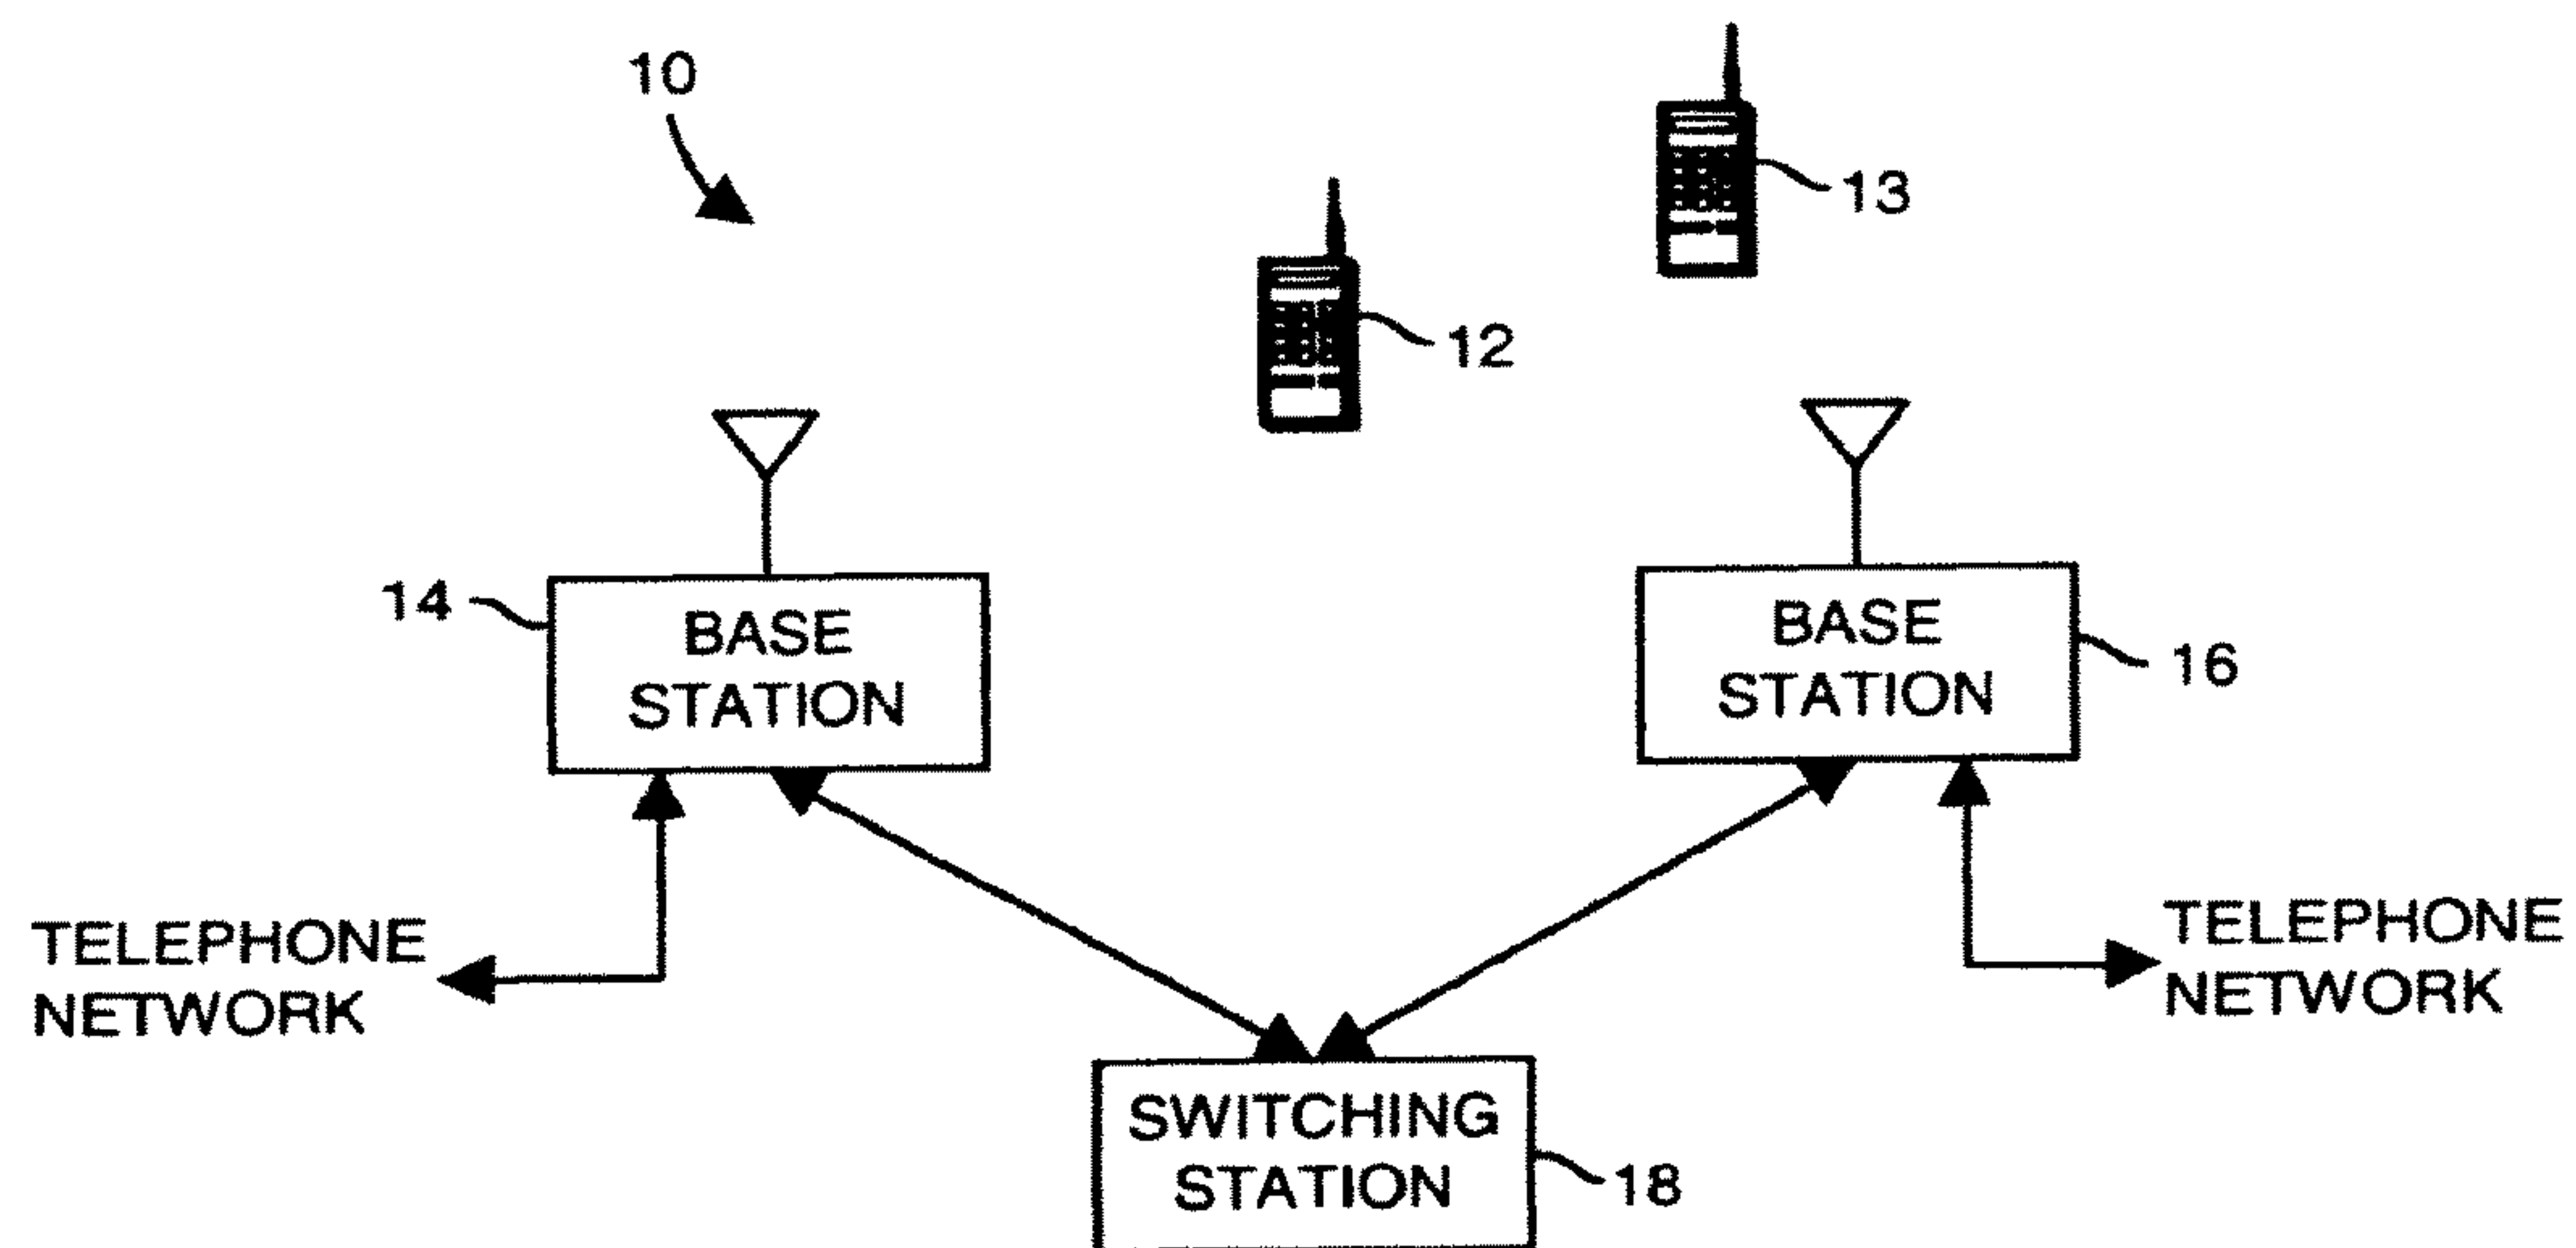 10
13
12
14
BASE
STATION
BASE
STATION
16
TELEPHONE
NETWORK
TELEPHONE
NETWORK
SWITCHING
STATION
18